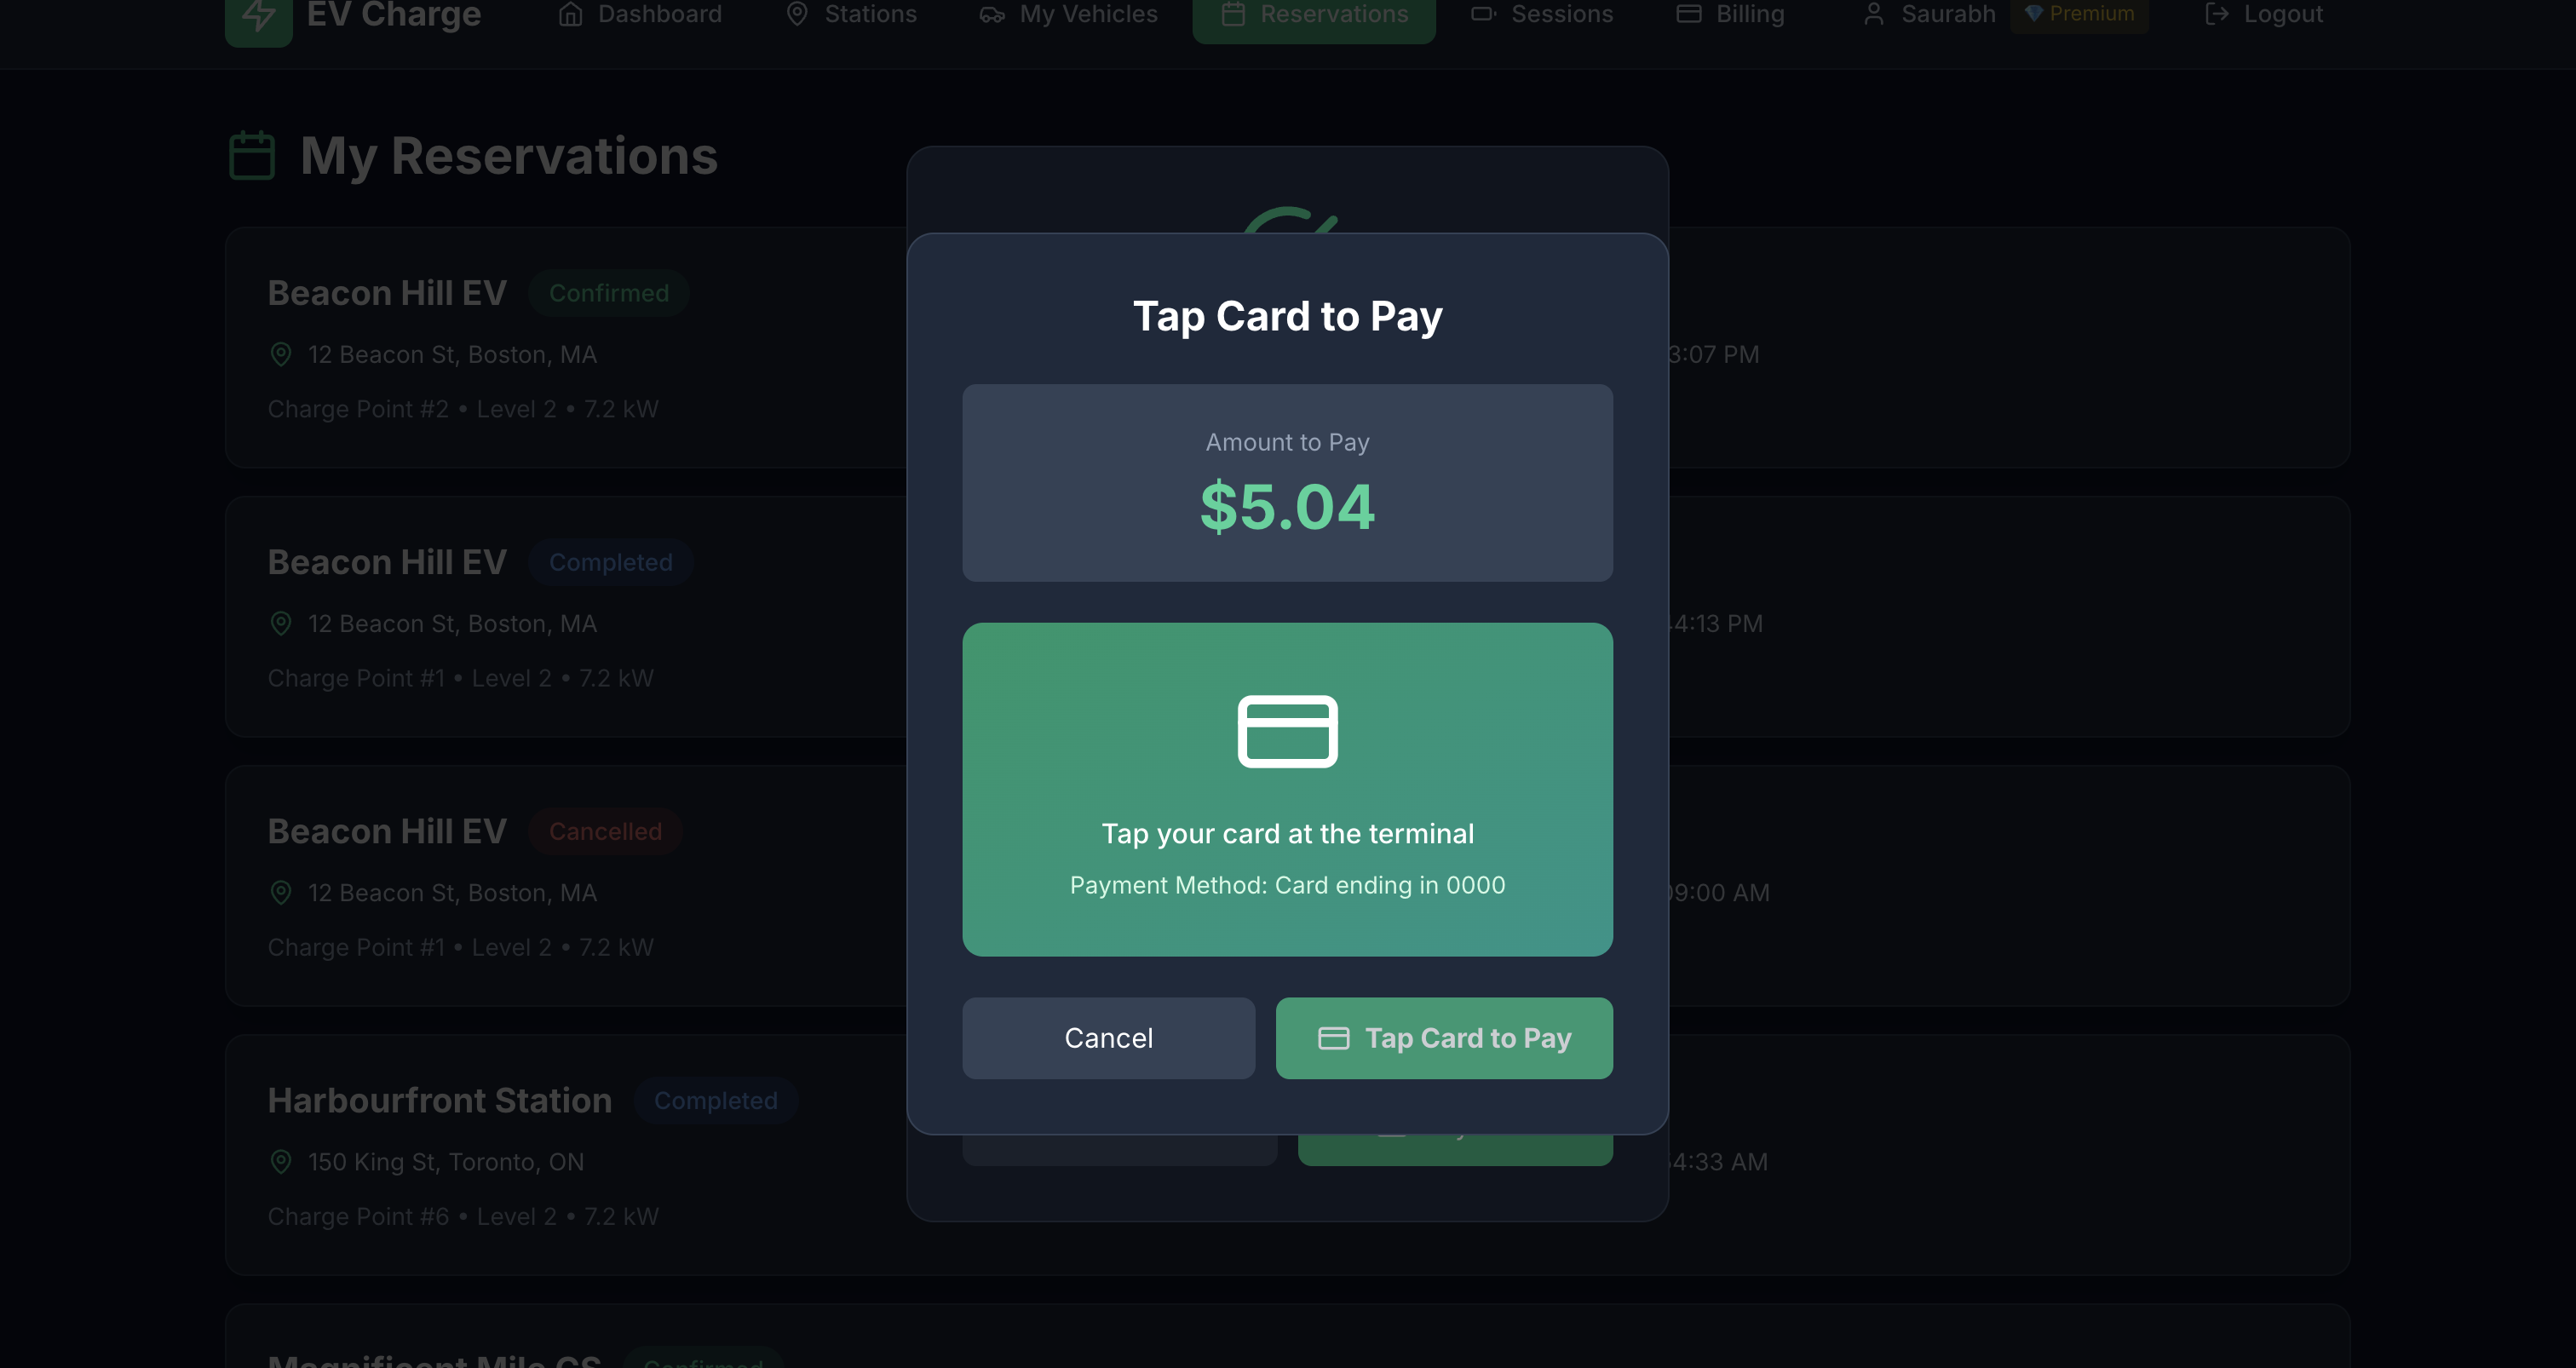 EV Charge
Dashboard
Stations
My Vehicles
Reservations
Sessions
Billing
Saurabh
Premium
Logout
My Reservations
Beacon Hill EV
Confirmed
12 Beacon St, Boston, MA
3:07 PM
Charge Point #2 • Level 2 • 7.2 kW
Beacon Hill EV
Completed
12 Beacon St, Boston, MA
4:13 PM
Charge Point #1 • Level 2 • 7.2 kW
Beacon Hill EV
Cancelled
12 Beacon St, Boston, MA
9:00 AM
Charge Point #1 • Level 2 • 7.2 kW
Harbourfront Station
Completed
150 King St, Toronto, ON
4:33 AM
Charge Point #6 • Level 2 • 7.2 kW
Magnificent Mile CS
Confirmed
Tap Card to Pay
Amount to Pay
$5.04
Tap your card at the terminal
Payment Method: Card ending in 0000
Cancel
Tap Card to Pay